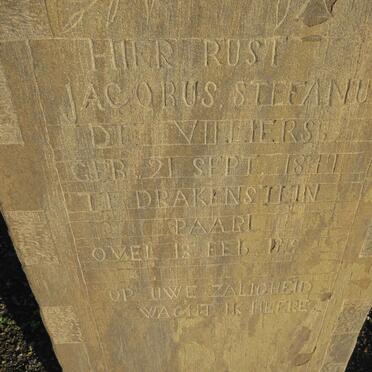 HIER RUST
JACOBUS STEFANU
DE VILLIERS
GEB. 21 SEPT. 1841
TE DRAKENSTEIN
PAARL
OVEL 18 FEB.
OP UWE ZALIGHEID
WACHT IK HEERE